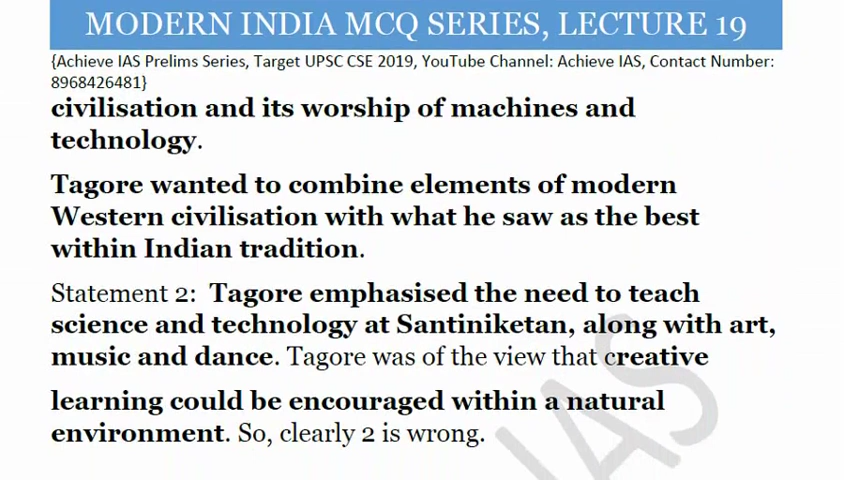 MODERN INDIA MCQ SERIES, LECTURE 19
{Achieve IAS Prelims Series, Target UPSC CSE 2019, YouTube Channel: Achieve IAS, Contact Number:
8968426481}
civilisation and its worship of machines and
technology.
Tagore wanted to combine elements of modern
Western civilisation with what he saw as the best
within Indian tradition.
Statement 2: Tagore emphasised the need to teach
science and technology at Santiniketan, along with art,
music and dance. Tagore was of the view that creative
learning could be encouraged within a natural
environment. So, clearly 2 is wrong.
IAS